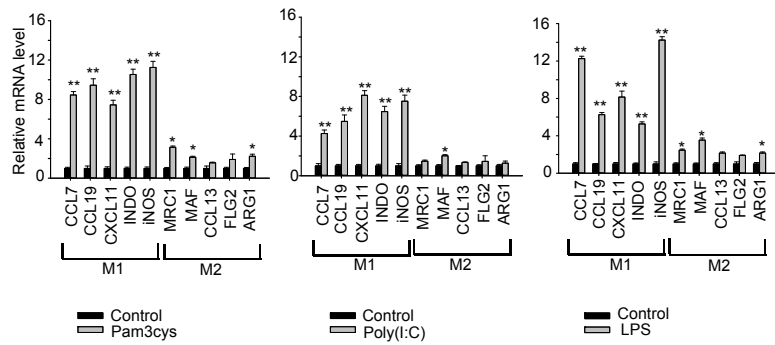 Relative mRNA level
16
12
8
4
0
**
**
**
**
**
*
*
*
CCL7
CCL19
CXCL11
INDO
iNOS
MRC1
MAF
CCL13
FLG2
ARG1
M1
M2
Control
Pam3cys
16
12
8
4
0
**
**
**
**
**
*
CCL7
CCL19
CXCL11
INDO
iNOS
MRC1
MAF
CCL13
FLG2
ARG1
M1
M2
Control
Poly(I:C)
16
12
8
4
0
**
**
**
**
**
*
*
*
CCL7
CCL19
CXCL11
INDO
iNOS
MRC1
MAF
CCL13
FLG2
ARG1
M1
M2
Control
LPS